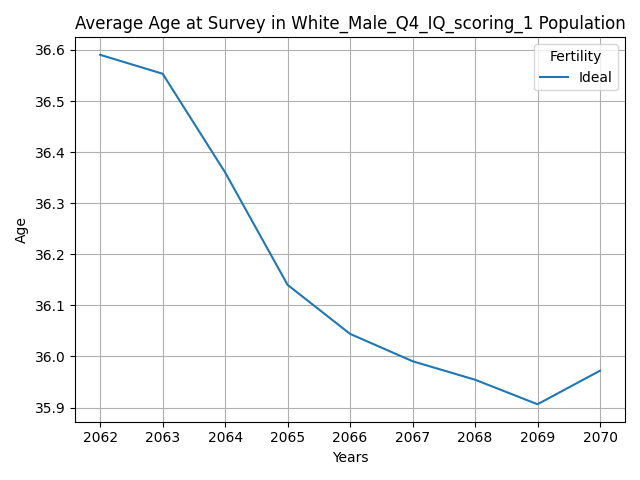 Average Age at Survey in White_Male_Q4_IQ_scoring_1 Population
Fertility
Ideal
36.6
36.5
36.4
36.3
36.2
36.1
36.0
35.9
Age
2062 2063 2064 2065 2066 2067 2068 2069 2070
Years